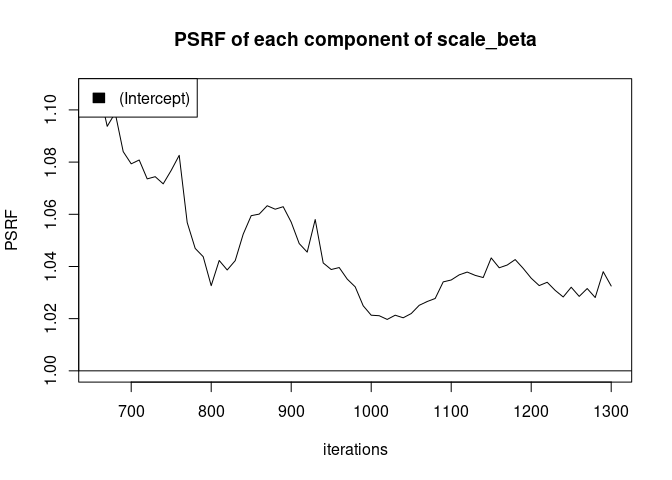 PSRF of each component of scale_beta
(Intercept)
PSRF
1.10
1.08
1.06
1.04
1.02
1.00
700 800 900 1000 1100 1200 1300
iterations